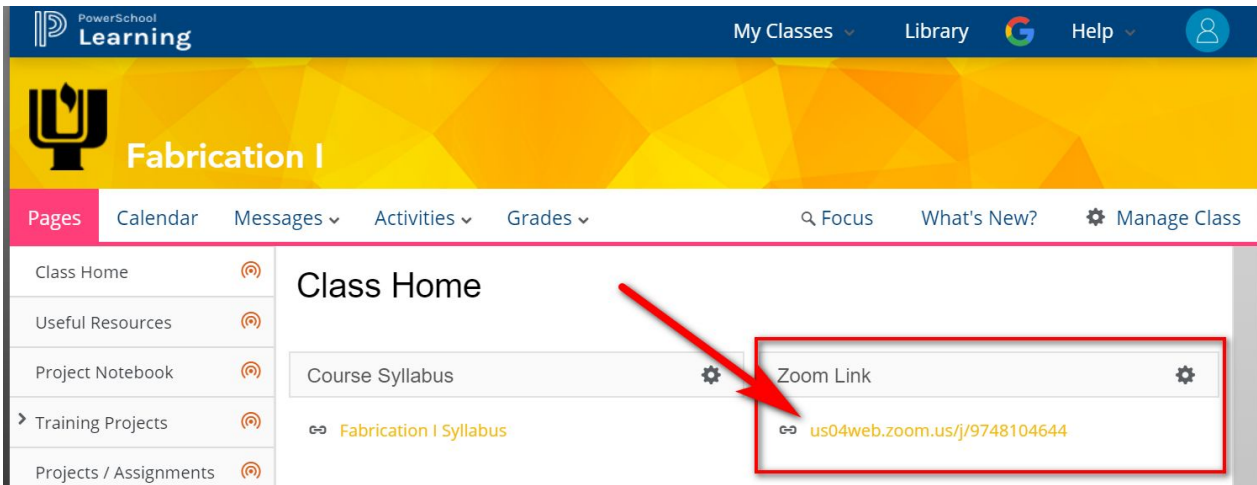 PowerSchool
Learning
My Classes Library Help
Fabrication I
Pages Calendar Messages Activities Grades Focus What's New? Manage Class
Class Home
Useful Resources
Project Notebook
Training Projects
Projects / Assignments
Class Home
Course Syllabus
Fabrication I Syllabus
Zoom Link
us04web.zoom.us/j/9748104644